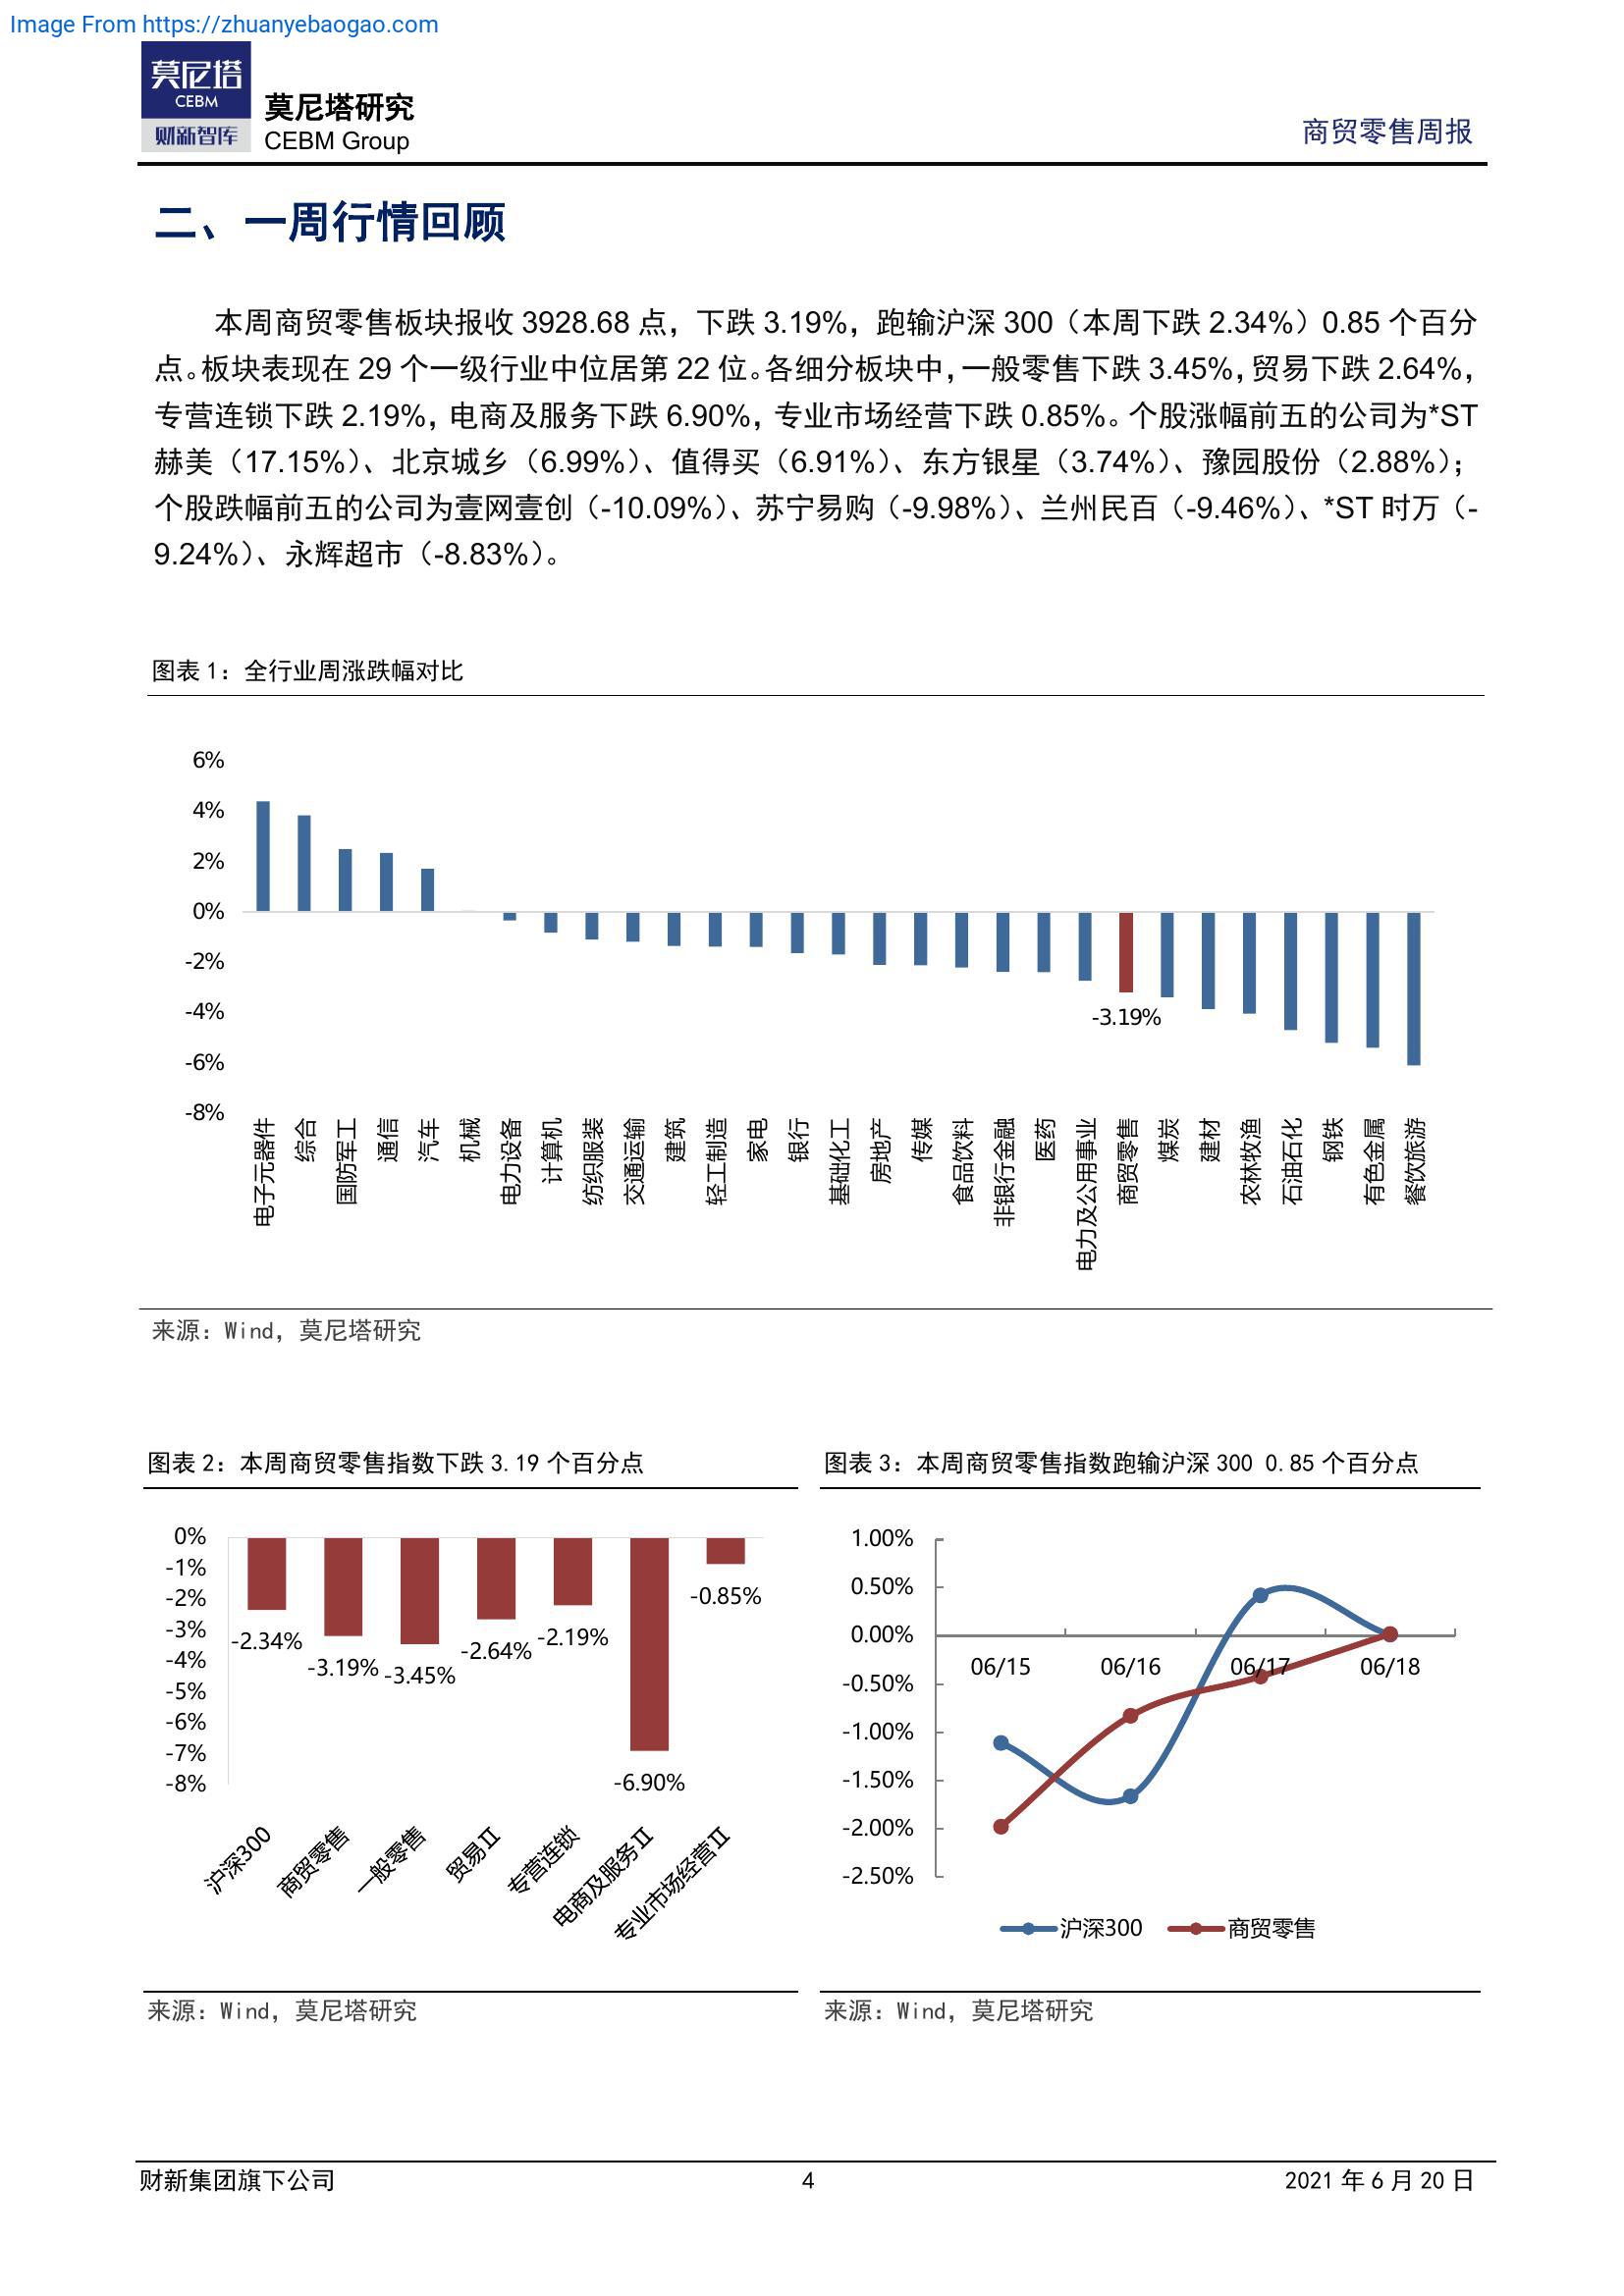 Image From https://zhuanyebaogao.com
莫尼塔
CEBM
财新智库
莫尼塔研究
CEBM Group
商贸零售周报
二、一周行情回顾
本周商贸零售板块报收 3928.68 点，下跌 3.19%，跑输沪深 300（本周下跌 2.34%）0.85 个百分
点。板块表现在 29 个一级行业中位居第 22 位。各细分板块中，一般零售下跌 3.45%，贸易下跌 2.64%，
专营连锁下跌 2.19%，电商及服务下跌 6.90%，专业市场经营下跌 0.85%。个股涨幅前五的公司为*ST
赫美（17.15%）、北京城乡（6.99%）、值得买（6.91%）、东方银星（3.74%）、豫园股份（2.88%）；
个股跌幅前五的公司为壹网壹创（-10.09%）、苏宁易购（-9.98%）、兰州民百（-9.46%）、*ST 时万（-
9.24%）、永辉超市（-8.83%）。
图表 1：全行业周涨跌幅对比
6%
4%
2%
0%
-2%
-4%
-6%
-8%
-3.19%
电子元器件
综合
国防军工
通信
汽车
机械
电力设备
计算机
纺织服装
交通运输
建筑
轻工制造
家电
银行
基础化工
房地产
传媒
食品饮料
非银行金融
医药
电力及公用事业
商贸零售
煤炭
建材
农林牧渔
石油石化
钢铁
有色金属
餐饮旅游
来源：Wind，莫尼塔研究
图表 2：本周商贸零售指数下跌 3.19 个百分点
0%
-1%
-2%
-3%
-4%
-5%
-6%
-7%
-8%
-2.34%
-3.19%
-3.45%
-2.64%
-2.19%
-6.90%
-0.85%
沪深300
商贸零售
一般零售
贸易Ⅱ
专营连锁
电商及服务Ⅱ
专业市场经营Ⅱ
来源：Wind，莫尼塔研究
图表 3：本周商贸零售指数跑输沪深 300 0.85 个百分点
1.00%
0.50%
0.00%
-0.50%
-1.00%
-1.50%
-2.00%
-2.50%
06/15
06/16
06/17
06/18
沪深300
商贸零售
来源：Wind，莫尼塔研究
财新集团旗下公司
4
2021 年 6 月 20 日